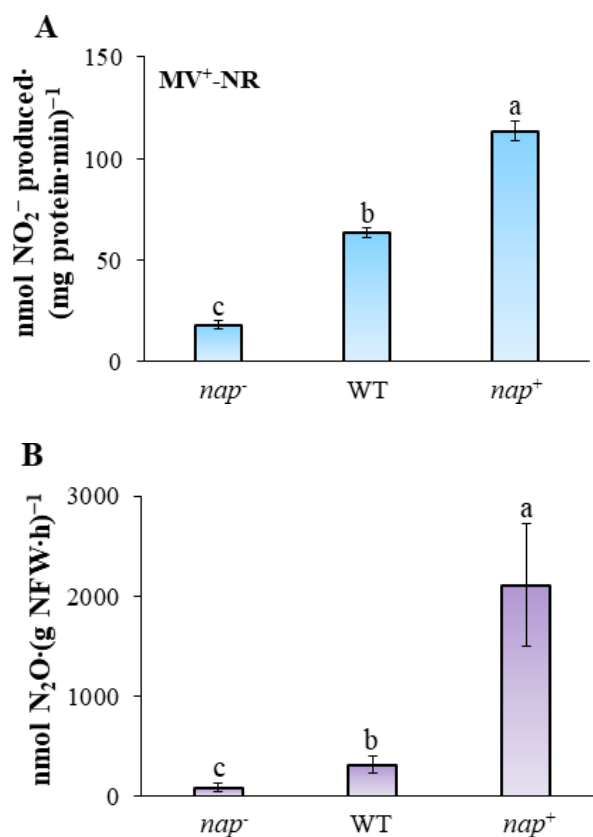 A
MV⁺-NR
nmol NO₂⁻ produced·
(mg protein·min)⁻¹
150
100
50
0
c
b
a
nap⁻
WT
nap⁺
B
nmol N₂O·(g NFW·h)⁻¹
3000
2000
1000
0
c
b
a
nap⁻
WT
nap⁺